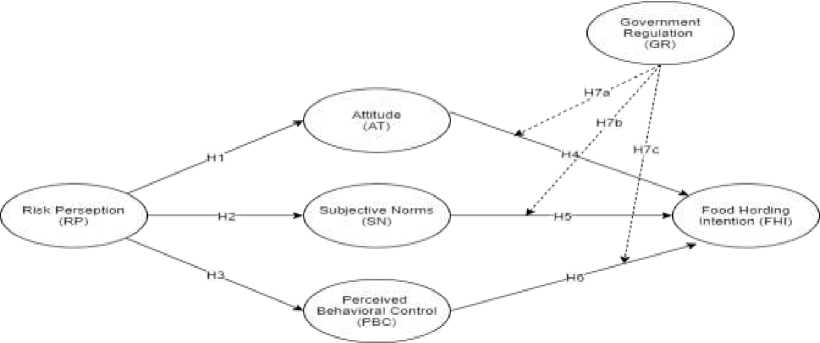 Government
Regulation
(GR)
H7a
Attitude
(AT)
H7b
H7c
H1
H4
Risk Perseption
(RP)
H2
Subjective Norms
(SN)
H5
Food Hording
Intention (FHI)
H3
H6
Perceived
Behavioral Control
(PBC)